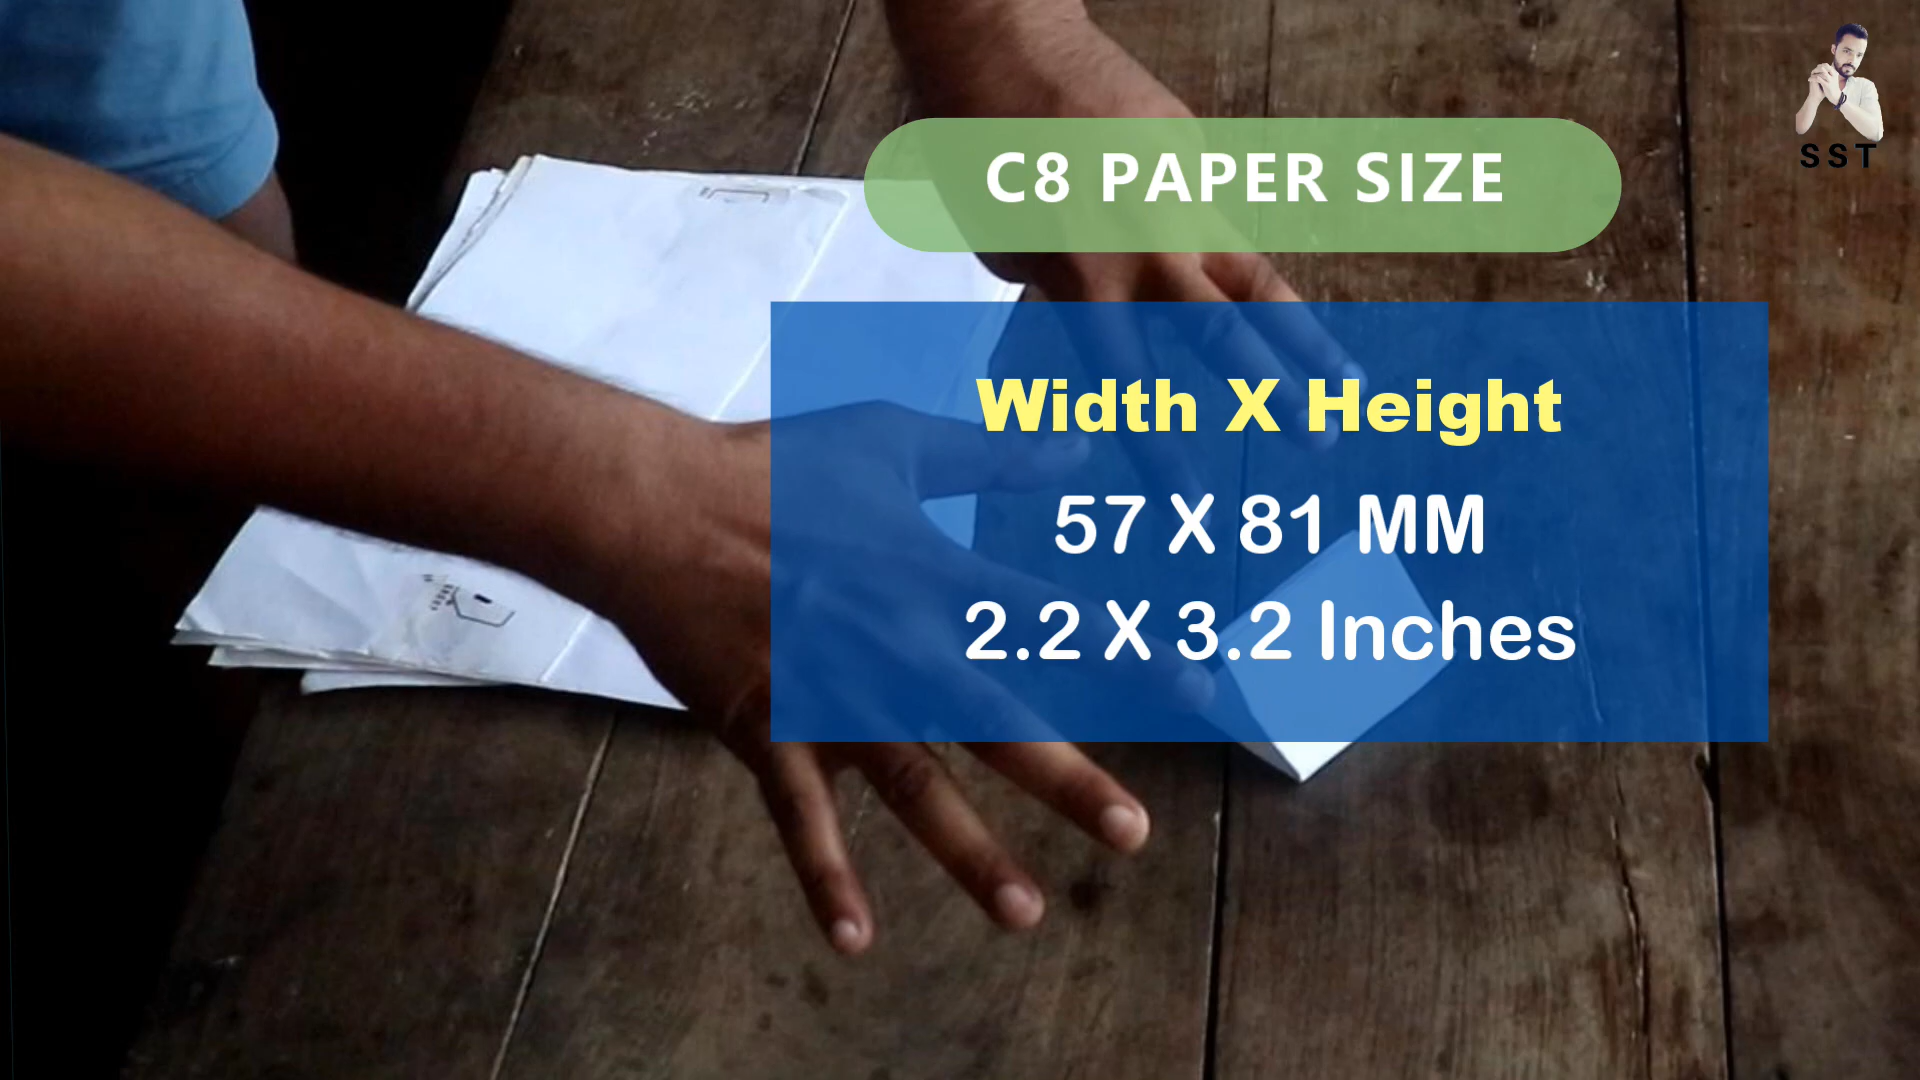 SST
C8 PAPER SIZE
Width X Height
57 X 81 MM
2.2 X 3.2 Inches